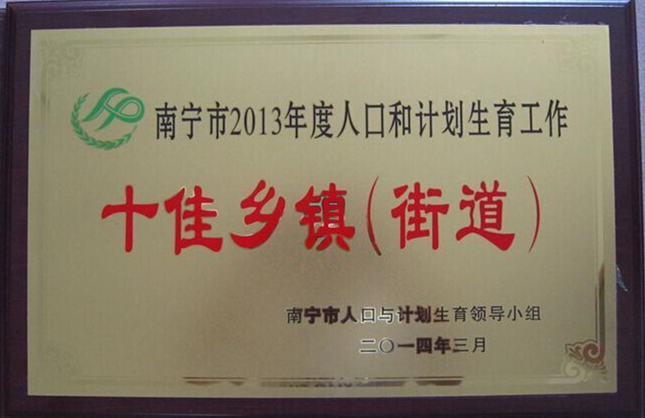 南宁市2013年度人口和计划生育工作
十佳乡镇(街道)
南宁市人口与计划生育领导小组
二〇一四年三月